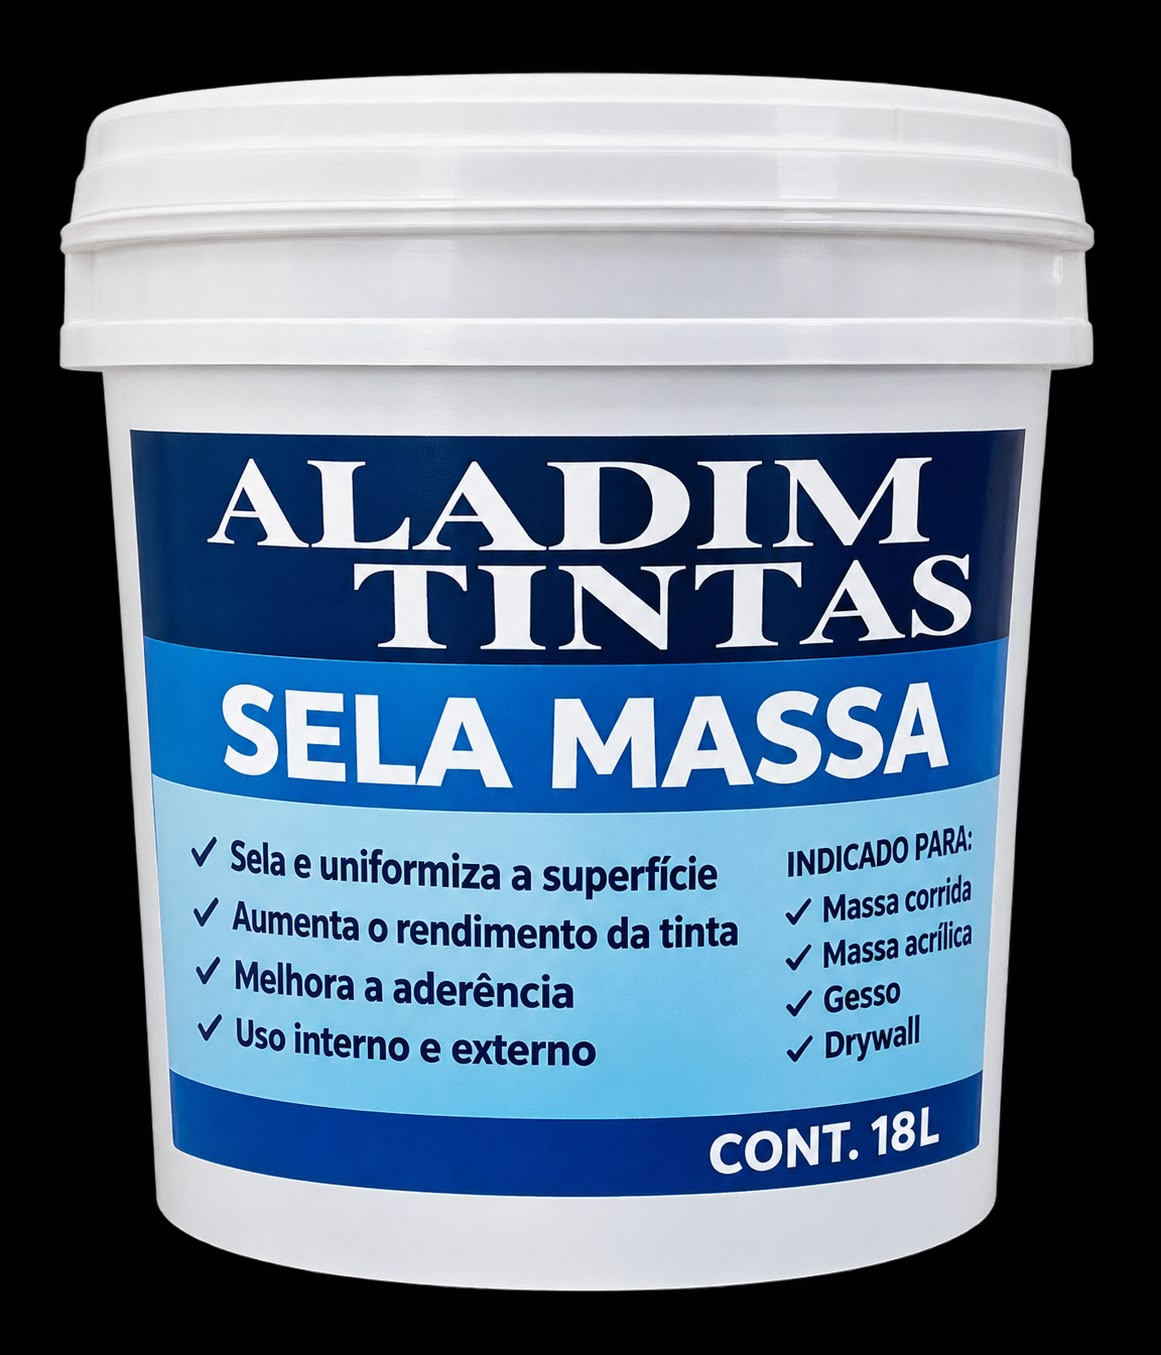 ALADIM
TINTAS
SELA MASSA
✓ Sela e uniformiza a superfície
✓ Aumenta o rendimento da tinta
✓ Melhora a aderência
✓ Uso interno e externo
INDICADO PARA:
✓ Massa corrida
✓ Massa acrílica
✓ Gesso
✓ Drywall
CONT. 18L